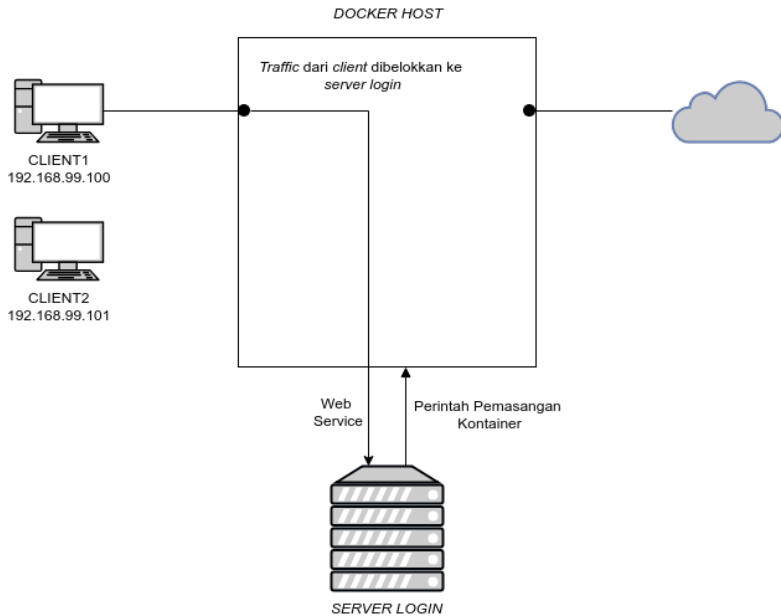 DOCKER HOST
Traffic dari client dibelokkan ke
server login
CLIENT1
192.168.99.100
CLIENT2
192.168.99.101
Web
Service
Perintah Pemasangan
Kontainer
SERVER LOGIN